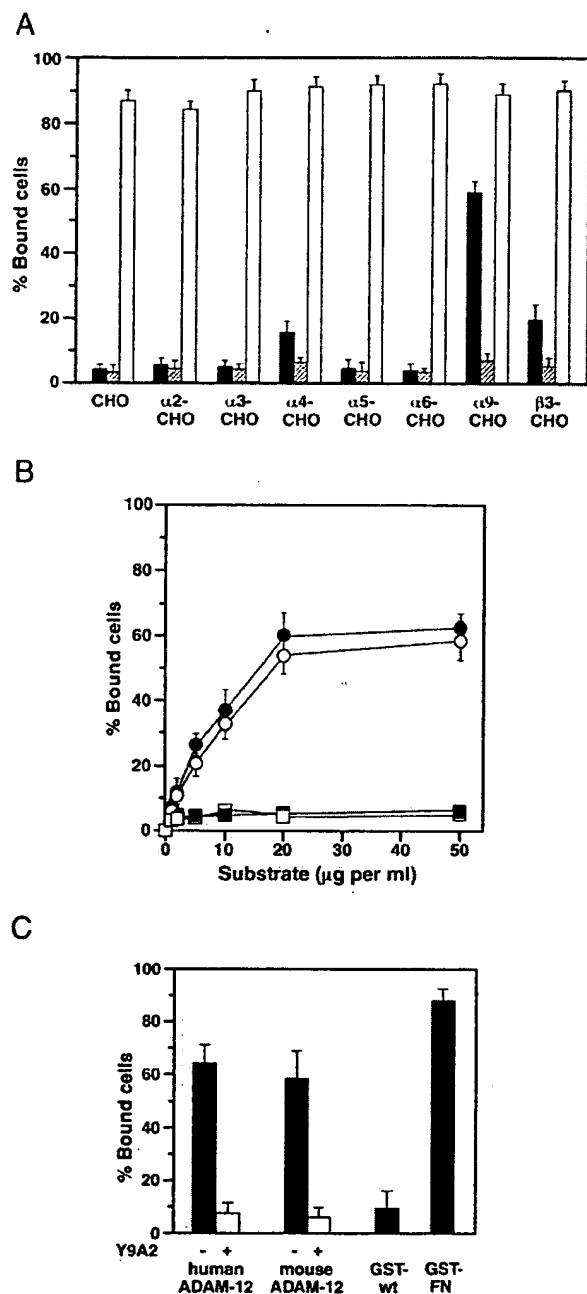 A
100
80
60
40
20
0
% Bound cells
CHO
α2-
CHO
α3-
CHO
α4-
CHO
α5-
CHO
α6-
CHO
α9-
CHO
β3-
CHO
B
100
80
60
40
20
0
% Bound cells
0 10 20 30 40 50
Substrate (μg per ml)
C
100
80
60
40
20
0
% Bound cells
Y9A2 - + - +
human
ADAM-12
mouse
ADAM-12
GST-
wt
GST-
FN